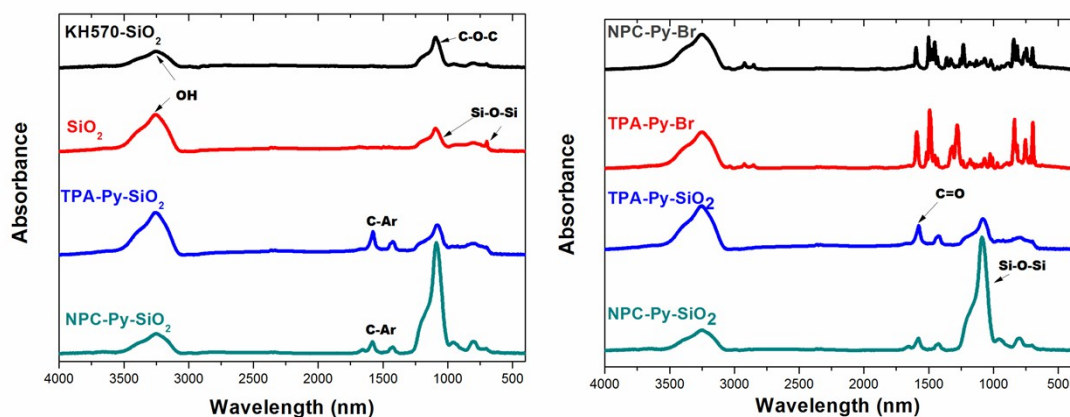 KH570-SiO2
C-O-C
OH
SiO2
Si-O-Si
TPA-Py-SiO2
C-Ar
NPC-Py-SiO2
C-Ar
Absorbance
4000 3500 3000 2500 2000 1500 1000 500
Wavelength (nm)
NPC-Py-Br
TPA-Py-Br
TPA-Py-SiO2
C=O
Si-O-Si
NPC-Py-SiO2
Absorbance
4000 3500 3000 2500 2000 1500 1000 500
Wavelength (nm)